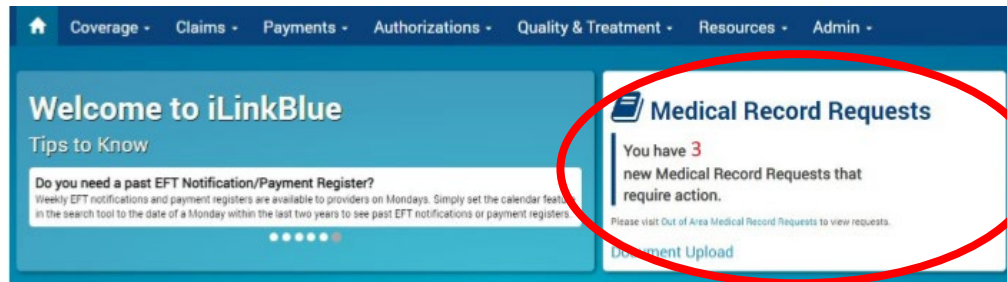 Coverage - Claims - Payments - Authorizations - Quality & Treatment - Resources - Admin -
Welcome to iLinkBlue
Tips to Know
Do you need a past EFT Notification/Payment Register?
Weekly EFT notifications and payment registers are available to providers on Mondays. Simply set the calendar feature
in the search tool to the date of a Monday within the last two years to see past EFT notifications or payment registers.
Medical Record Requests
You have 3
new Medical Record Requests that
require action.
Please visit Out of Area Medical Record Requests to view requests.
Document Upload